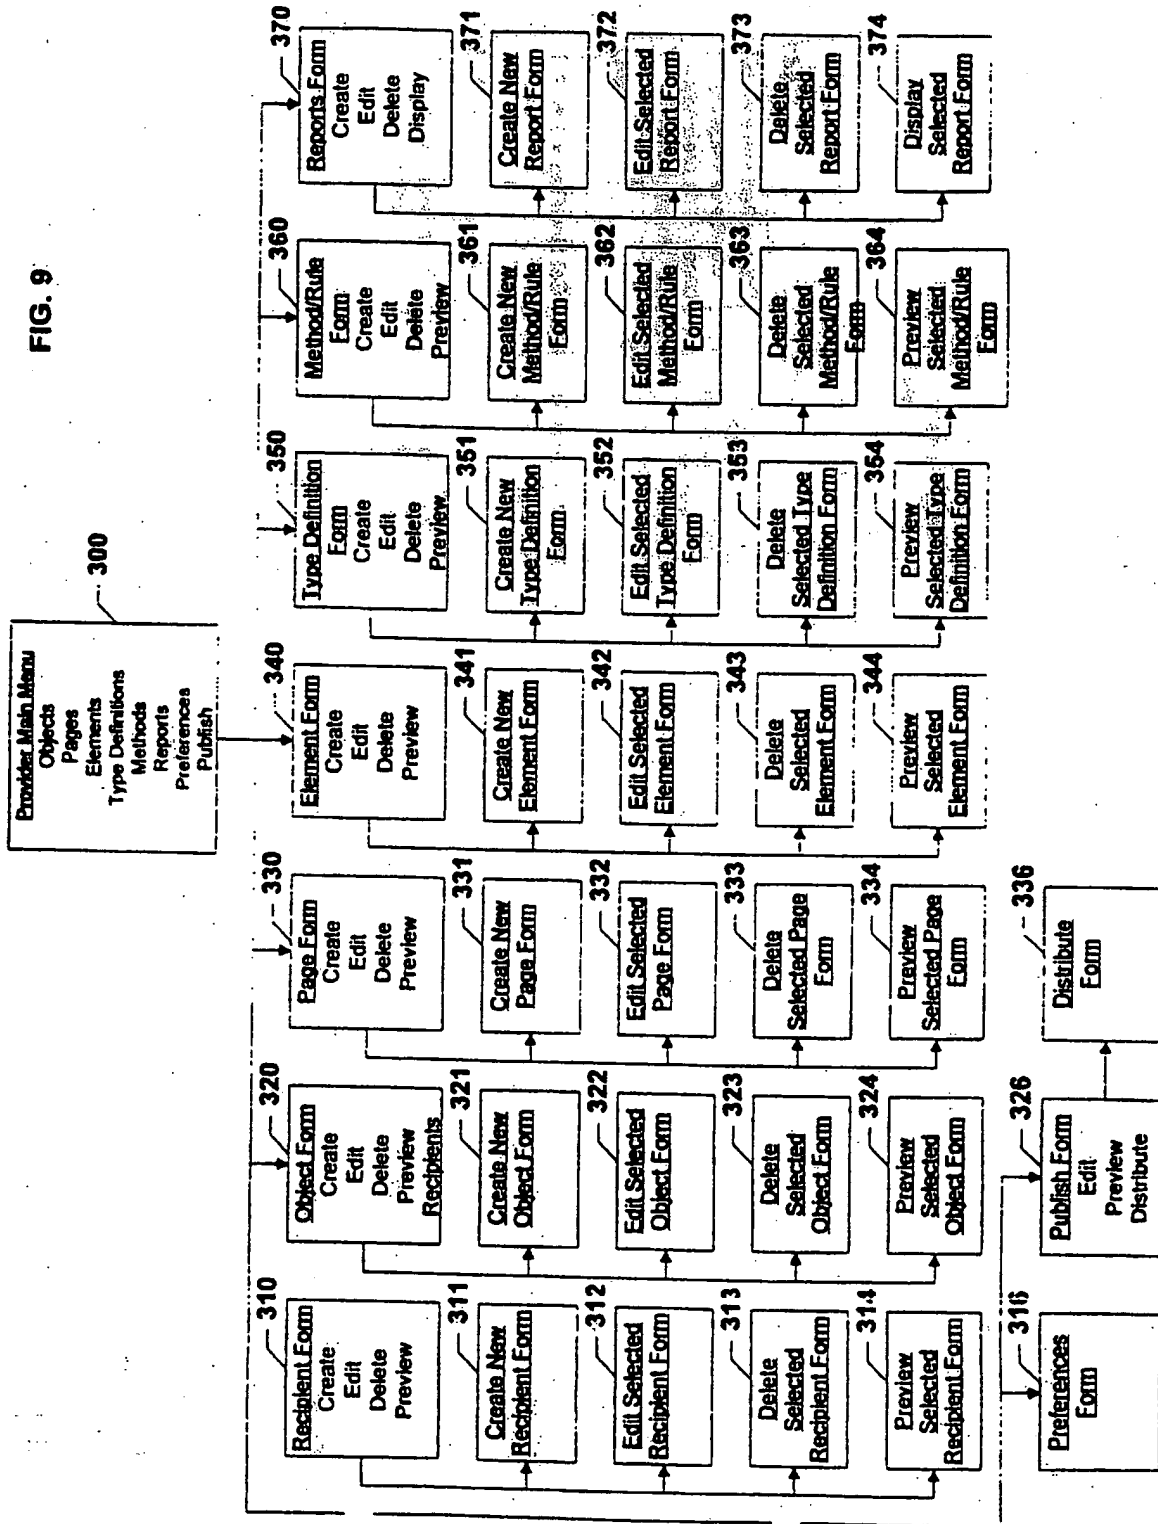 FIG. 9
Provider Main Menu
Objects
Pages
Elements
Type Definitions
Methods
Reports
Preferences
Publish
300
310
Recipient Form
Create
Edit
Delete
Preview
320
Object Form
Create
Edit
Delete
Preview
Recipients
330
Page Form
Create
Edit
Delete
Preview
340
Element Form
Create
Edit
Delete
Preview
350
Type Definition
Form
Create
Edit
Delete
Preview
360
Method/Rule
Form
Create
Edit
Delete
Preview
370
Reports Form
Create
Edit
Delete
Display
311
Create New
Recipient Form
321
Create New
Object Form
331
Create New
Page Form
341
Create New
Element Form
351
Create New
Type Definition
Form
361
Create New
Method/Rule
Form
371
Create New
Report Form
312
Edit Selected
Recipient Form
322
Edit Selected
Object Form
332
Edit Selected
Page Form
342
Edit Selected
Element Form
352
Edit Selected
Type Definition
Form
362
Edit Selected
Method/Rule
Form
372
Edit Selected
Report Form
313
Delete
Selected
Recipient Form
323
Delete
Selected
Object Form
333
Delete
Selected Page
Form
343
Delete
Selected
Element Form
353
Delete
Selected Type
Definition Form
363
Delete
Selected
Method/Rule
Form
373
Delete
Selected
Report Form
314
Preview
Selected
Recipient Form
324
Preview
Selected
Object Form
334
Preview
Selected Page
Form
344
Preview
Selected
Element Form
354
Preview
Selected Type
Definition Form
364
Preview
Selected
Method/Rule
Form
374
Display
Selected
Report Form
316
Preferences
Form
326
Publish Form
Edit
Preview
Distribute
336
Distribute
Form